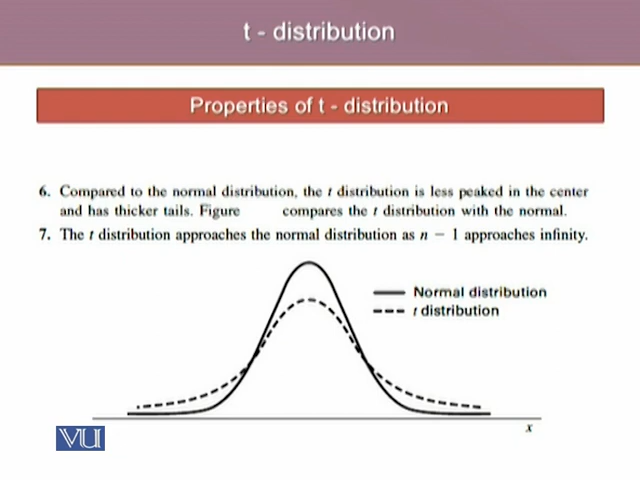 t - distribution
Properties of t - distribution
6. Compared to the normal distribution, the t distribution is less peaked in the center
and has thicker tails. Figure compares the t distribution with the normal.
7. The t distribution approaches the normal distribution as n − 1 approaches infinity.
Normal distribution
t distribution
x
VU